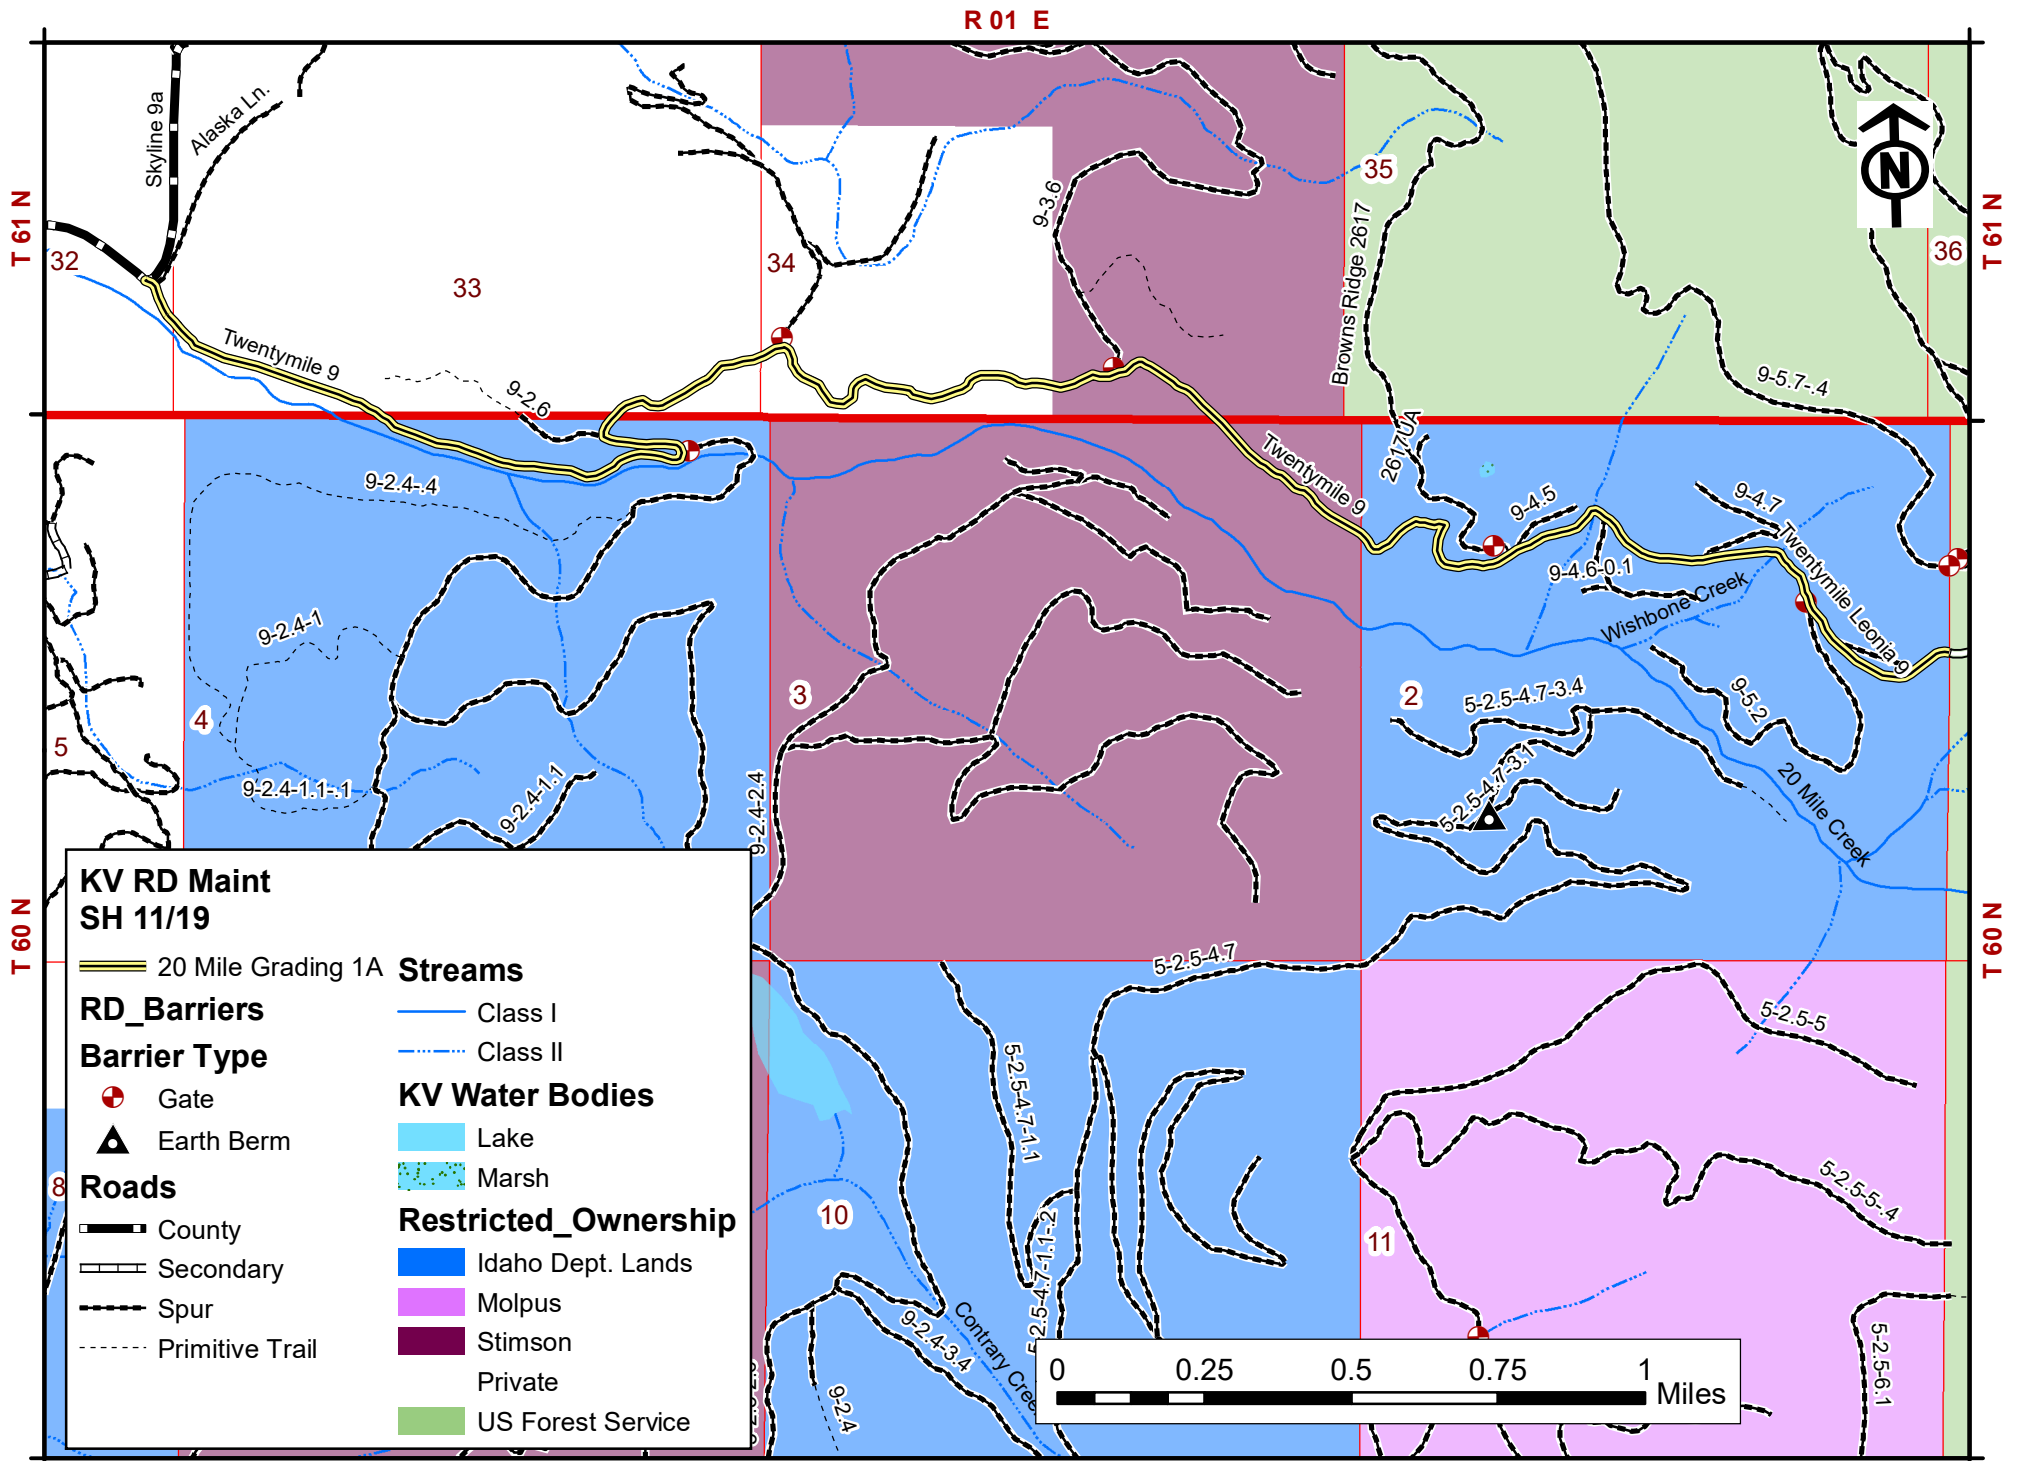 R 01 E
T 61 N
T 61 N
T 60 N
T 60 N
N
Skyline 9a
Alaska Ln.
32
33
34
35
36
9-3.6
Browns Ridge 2617
Twentymile 9
9-2.6
9-5.7-.4
2617UA
Twentymile 9
9-2.4-.4
9-4.5
9-4.7
Twentymile Leonia 9
9-4.6-0.1
Wishbone Creek
9-2.4-1
4
3
2
5
5-2.5-4.7-3.4
9-5.2
5-2.5-4.7-3.1
20 Mile Creek
9-2.4-1.1-.1
9-2.4-1.1
9-2.4-2.4
5-2.5-4.7
5-2.5-5
5-2.5-4.7-1.1
5-2.5-5-.4
8
10
11
5-2.5-4.7-1.1-.2
Contrary Cree
9-2.4-3.4
9-2.4
5-2.5-6.1
KV RD Maint
SH 11/19
20 Mile Grading 1A
RD_Barriers
Barrier Type
Gate
Earth Berm
Roads
County
Secondary
Spur
Primitive Trail
Streams
Class I
Class II
KV Water Bodies
Lake
Marsh
Restricted_Ownership
Idaho Dept. Lands
Molpus
Stimson
Private
US Forest Service
0 0.25 0.5 0.75 1
Miles